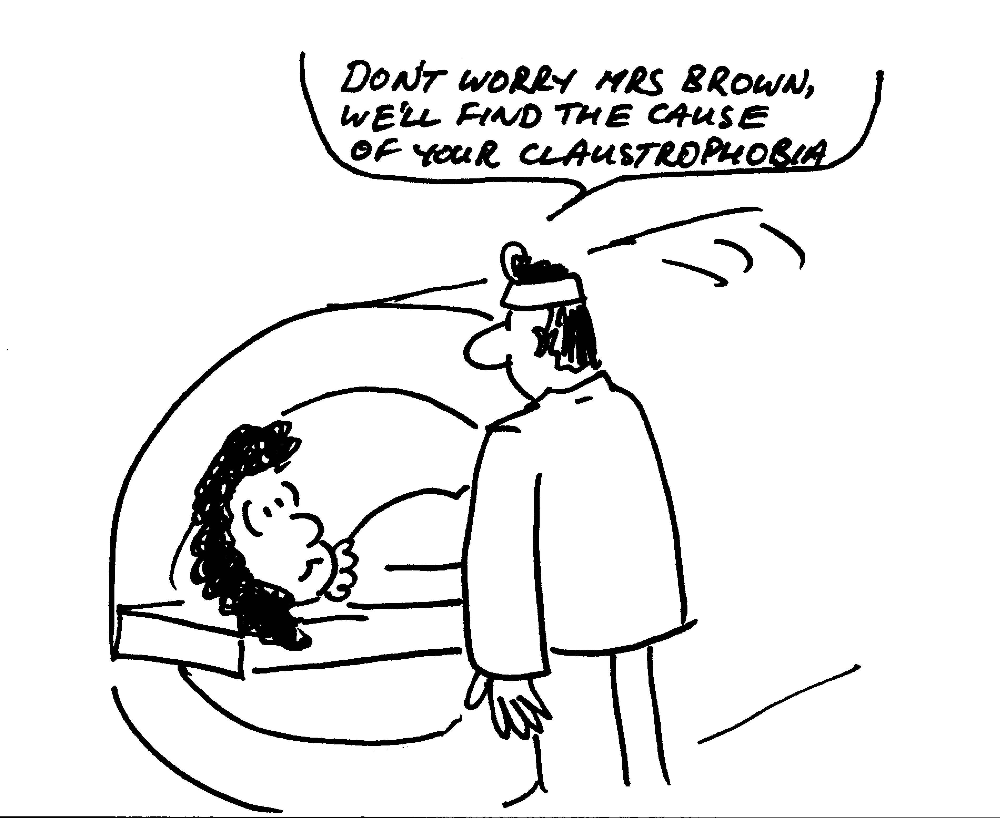 DON'T WORRY MRS BROWN,
WE'LL FIND THE CAUSE
OF YOUR CLAUSTROPHOBIA